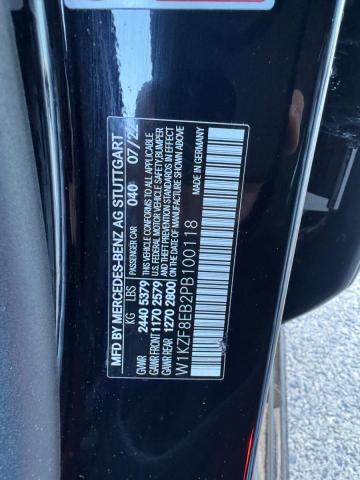 MFD BY MERCEDES-BENZ AG STUTTGART
PASSENGER CAR 040 07/22
KG LBS
GVWR 2440 5379 THIS VEHICLE CONFORMS TO ALL APPLICABLE
GAWR FRONT 1170 2579 U.S. FEDERAL MOTOR VEHICLE SAFETY, BUMPER,
GAWR REAR 1270 2800 AND THEFT PREVENTION STANDARDS IN EFFECT ON THE DATE OF MANUFACTURE SHOWN ABOVE
W1KZF8EB2PB100118
MADE IN GERMANY